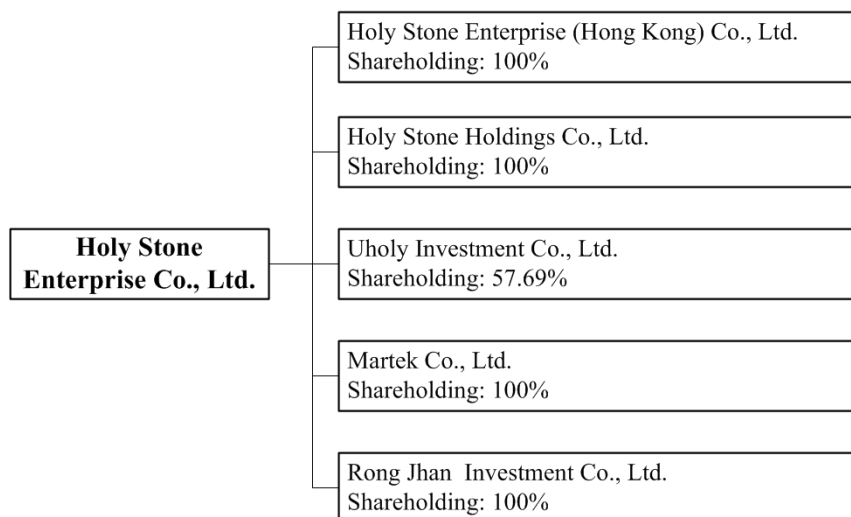 Holy Stone Enterprise (Hong Kong) Co., Ltd.
Shareholding: 100%
Holy Stone Holdings Co., Ltd.
Shareholding: 100%
Holy Stone
Enterprise Co., Ltd.
Uholy Investment Co., Ltd.
Shareholding: 57.69%
Martek Co., Ltd.
Shareholding: 100%
Rong Jhan  Investment Co., Ltd.
Shareholding: 100%